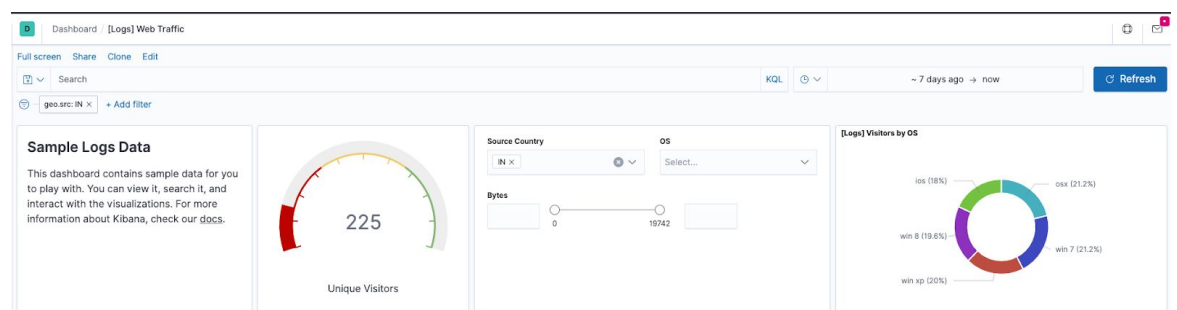 D Dashboard / [Logs] Web Traffic
Full screen Share Clone Edit
Search KQL ~ 7 days ago → now Refresh
geo.src: IN × + Add filter
Sample Logs Data
This dashboard contains sample data for you
to play with. You can view it, search it, and
interact with the visualizations. For more
information about Kibana, check our docs.
225
Unique Visitors
Source Country OS
IN × Select...
Bytes
0 19742
[Logs] Visitors by OS
ios (18%) osx (21.2%)
win 8 (19.6%) win 7 (21.2%)
win xp (20%)